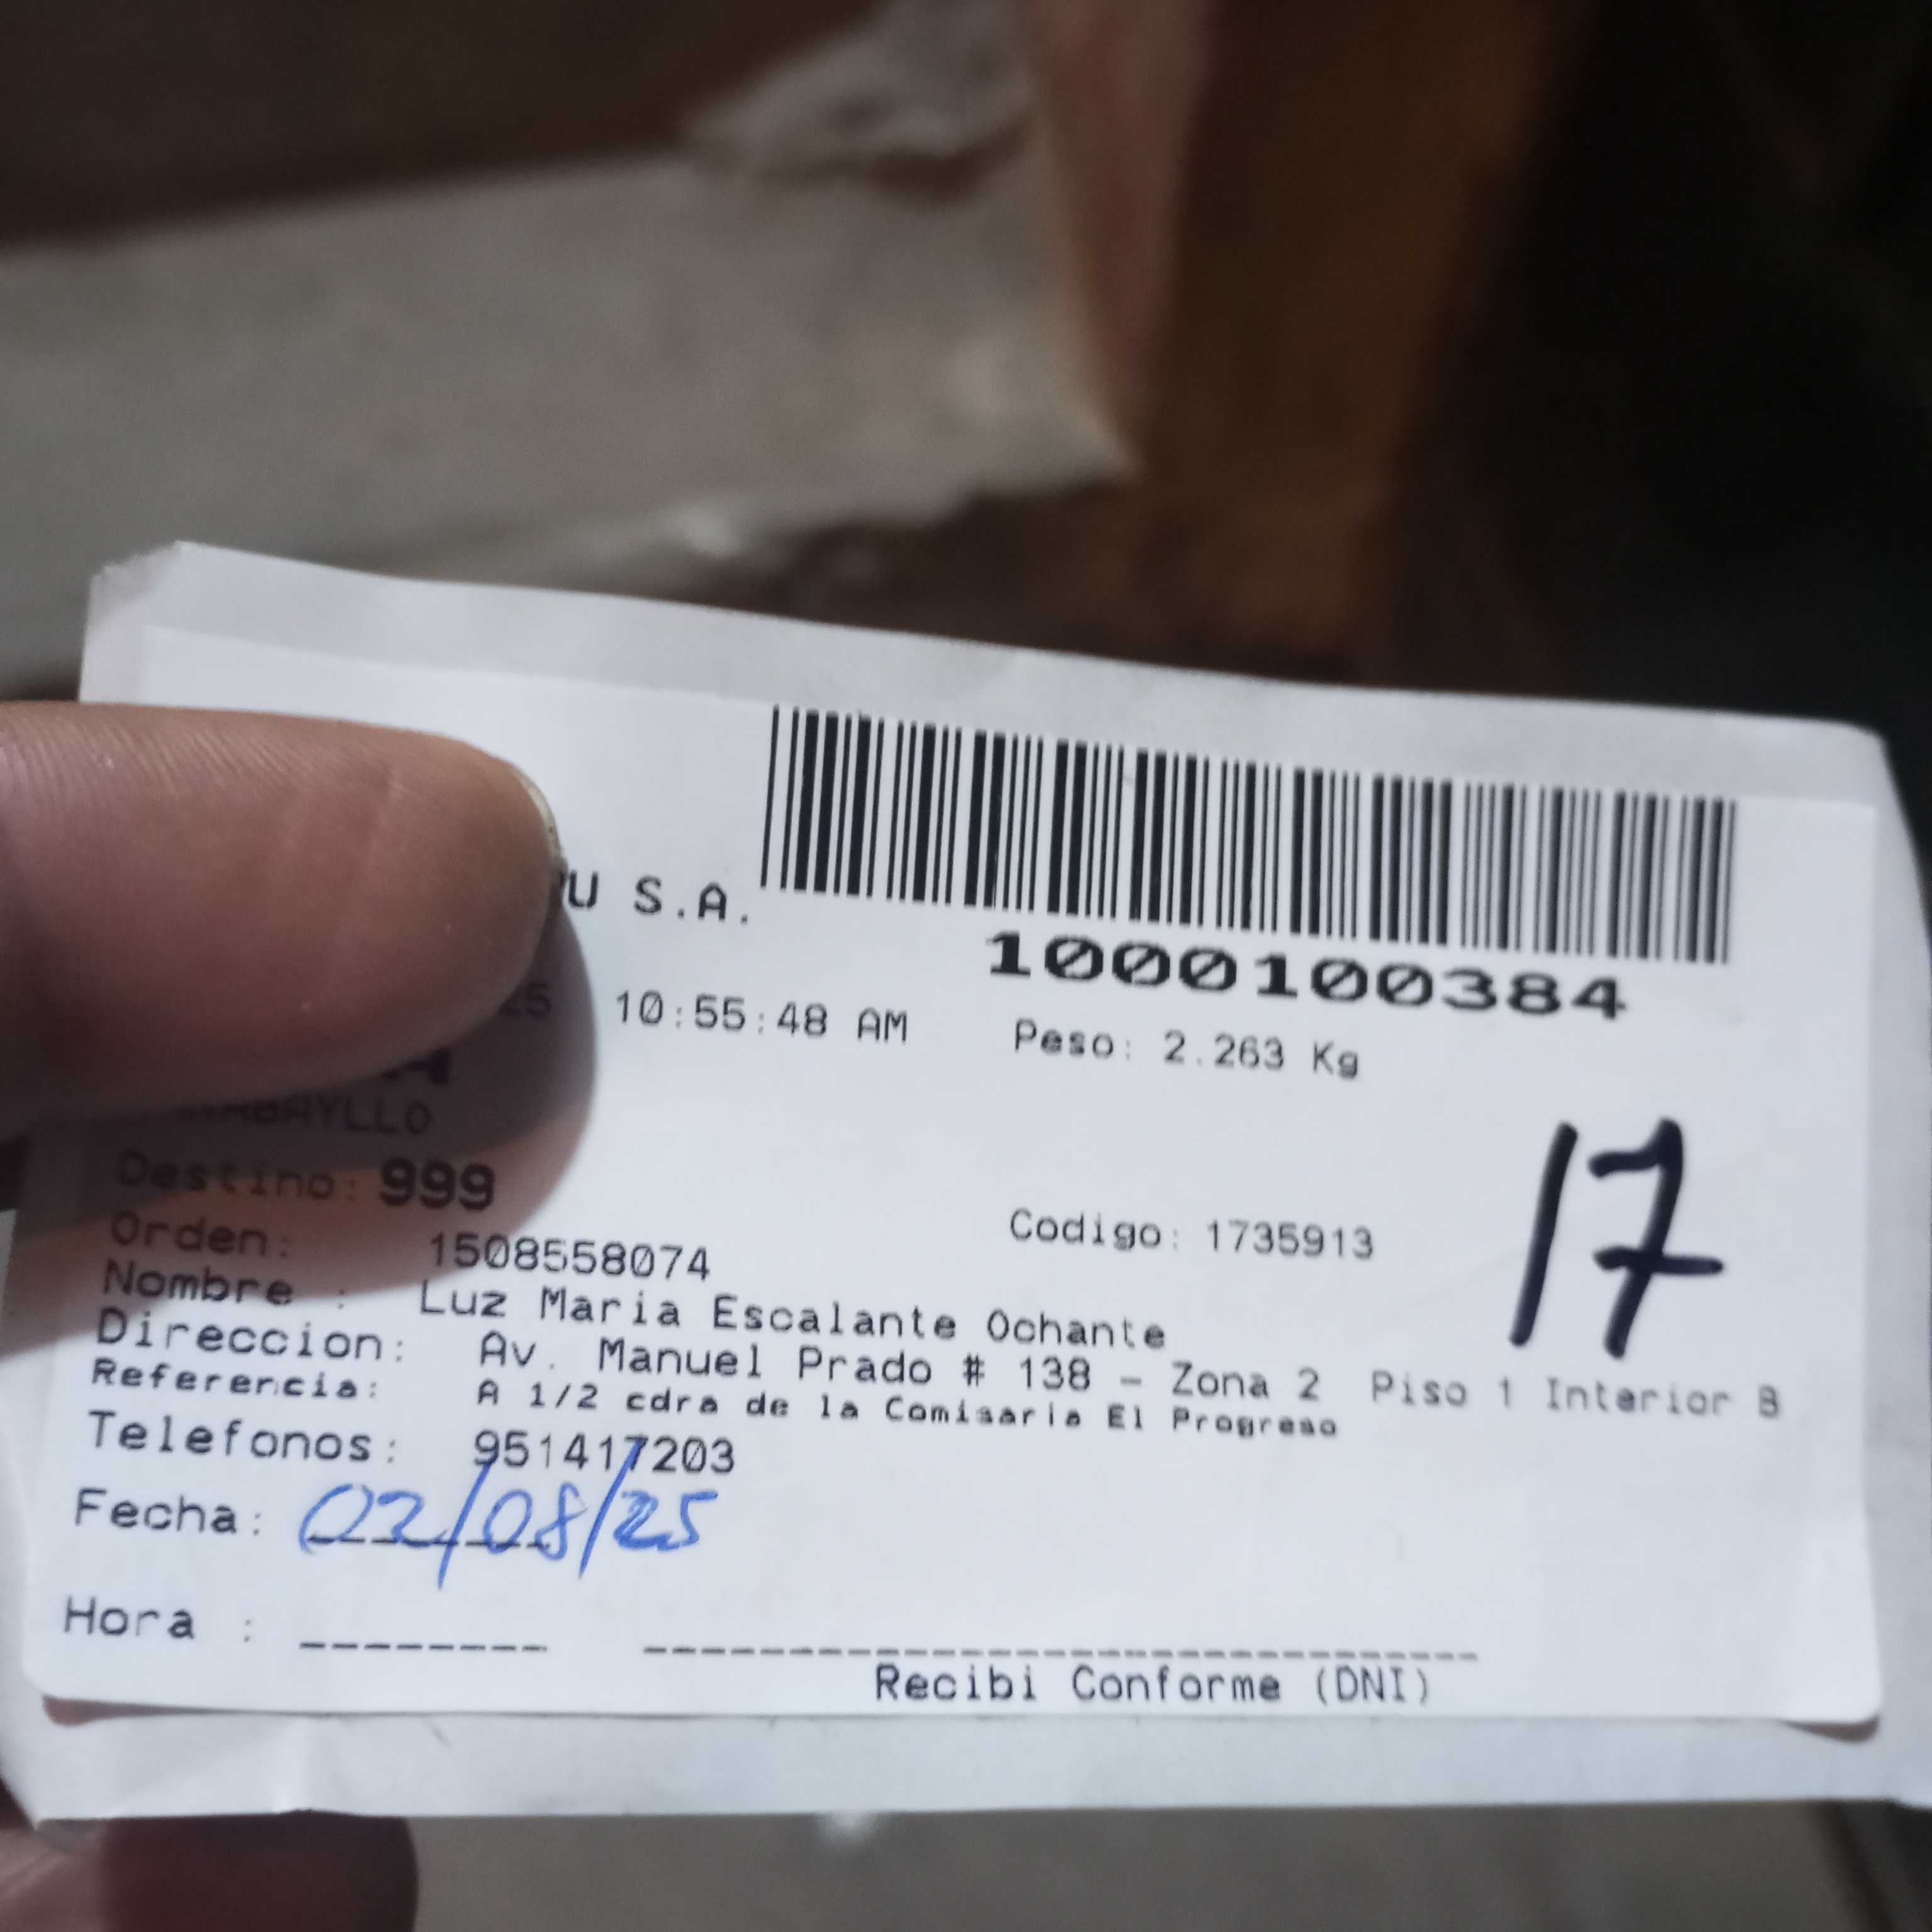 S.A.
1000100384
25 10:55:48 AM Peso: 2.263 Kg
Destino: 999
17
Orden: 1508558074 Codigo: 1735913
Nombre : Luz Maria Escalante Ochante
Direccion: Av. Manuel Prado # 138 - Zona 2 Piso 1 Interior B
Referencia: A 1/2 cdra de la Comisaria El Progreso
Telefonos: 951417203
Fecha: 02/08/25
Hora :
Recibi Conforme (DNI)